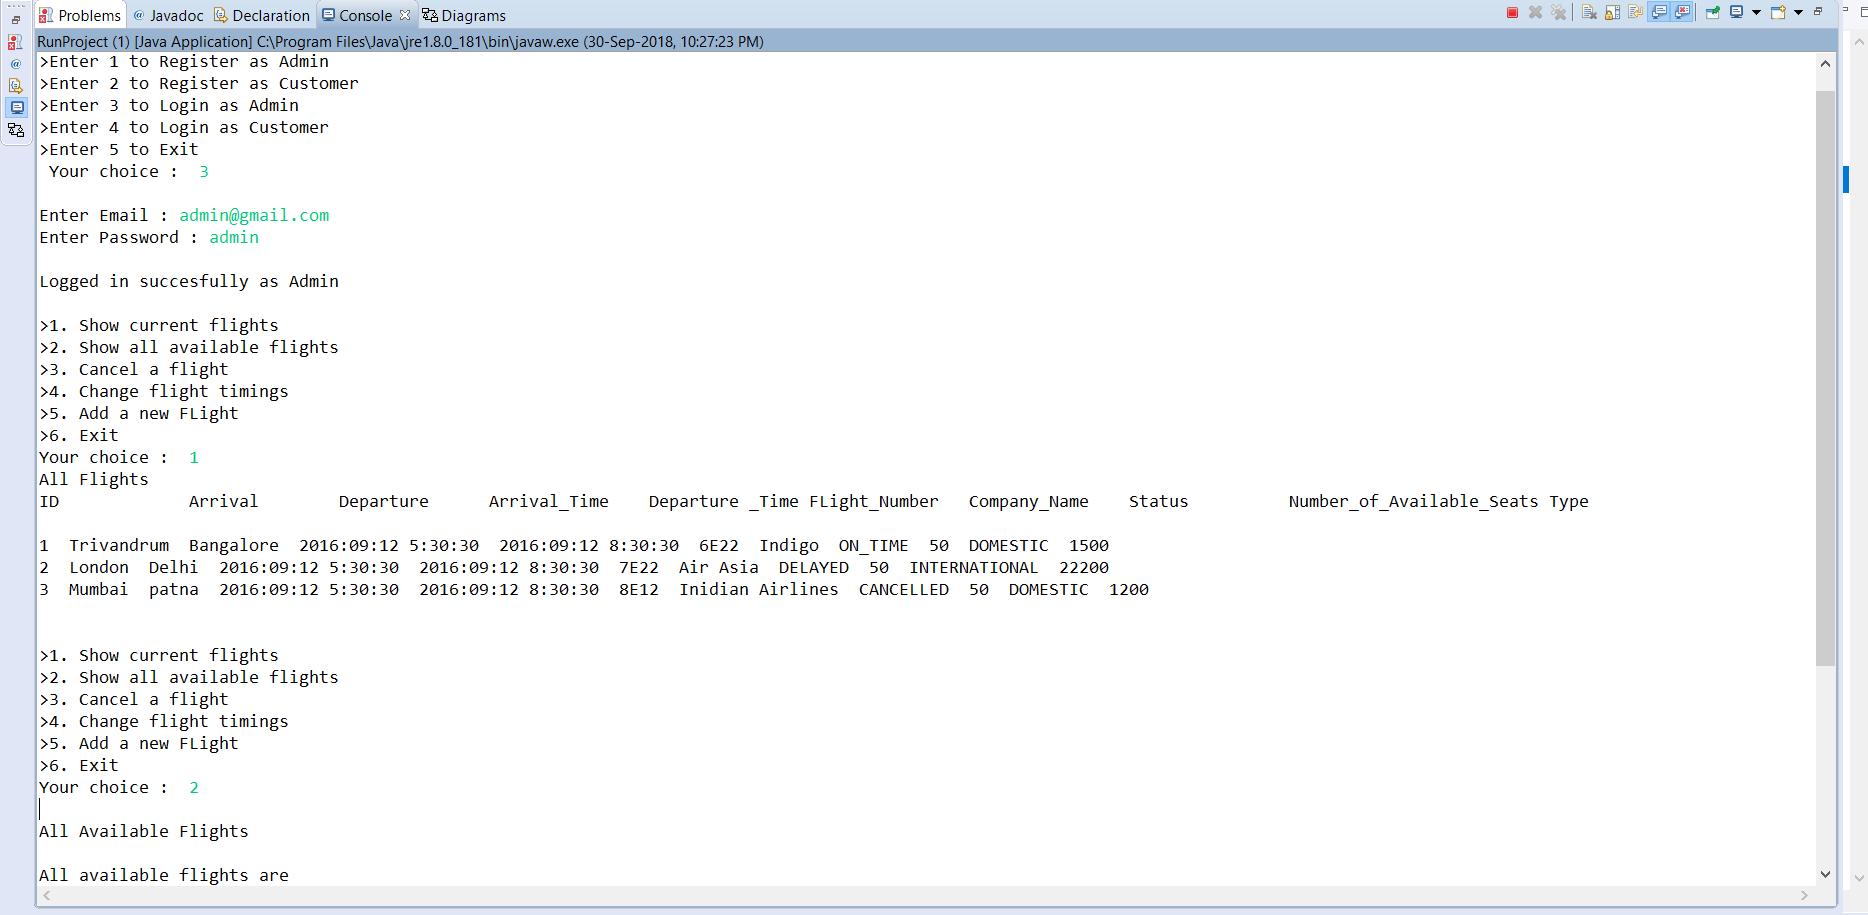 Problems @ Javadoc Declaration Console Diagrams
RunProject (1) [Java Application] C:\Program Files\Java\jre1.8.0_181\bin\javaw.exe (30-Sep-2018, 10:27:23 PM)
>Enter 1 to Register as Admin
>Enter 2 to Register as Customer
>Enter 3 to Login as Admin
>Enter 4 to Login as Customer
>Enter 5 to Exit
Your choice :  3
Enter Email : admin@gmail.com
Enter Password : admin
Logged in succesfully as Admin
>1. Show current flights
>2. Show all available flights
>3. Cancel a flight
>4. Change flight timings
>5. Add a new FLight
>6. Exit
Your choice :  1
All Flights
ID Arrival Departure Arrival_Time Departure _Time FLight_Number Company_Name Status Number_of_Available_Seats Type
1  Trivandrum  Bangalore  2016:09:12 5:30:30  2016:09:12 8:30:30  6E22  Indigo  ON_TIME  50  DOMESTIC  1500
2  London  Delhi  2016:09:12 5:30:30  2016:09:12 8:30:30  7E22  Air Asia  DELAYED  50  INTERNATIONAL  22200
3  Mumbai  patna  2016:09:12 5:30:30  2016:09:12 8:30:30  8E12  Inidian Airlines  CANCELLED  50  DOMESTIC  1200
>1. Show current flights
>2. Show all available flights
>3. Cancel a flight
>4. Change flight timings
>5. Add a new FLight
>6. Exit
Your choice :  2
All Available Flights
All available flights are